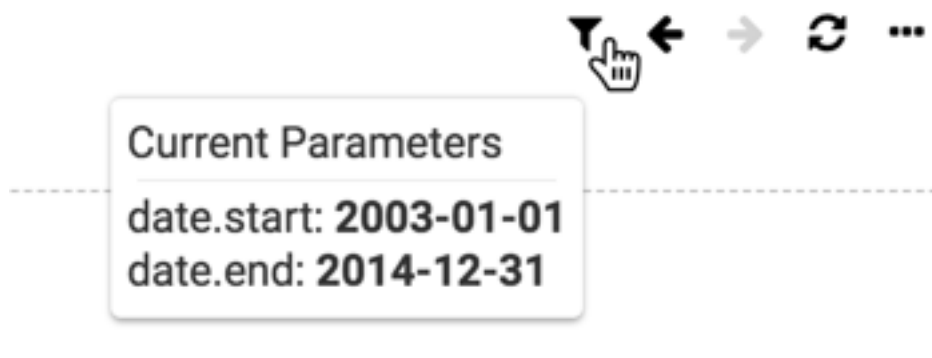 Current Parameters
date.start: 2003-01-01
date.end: 2014-12-31